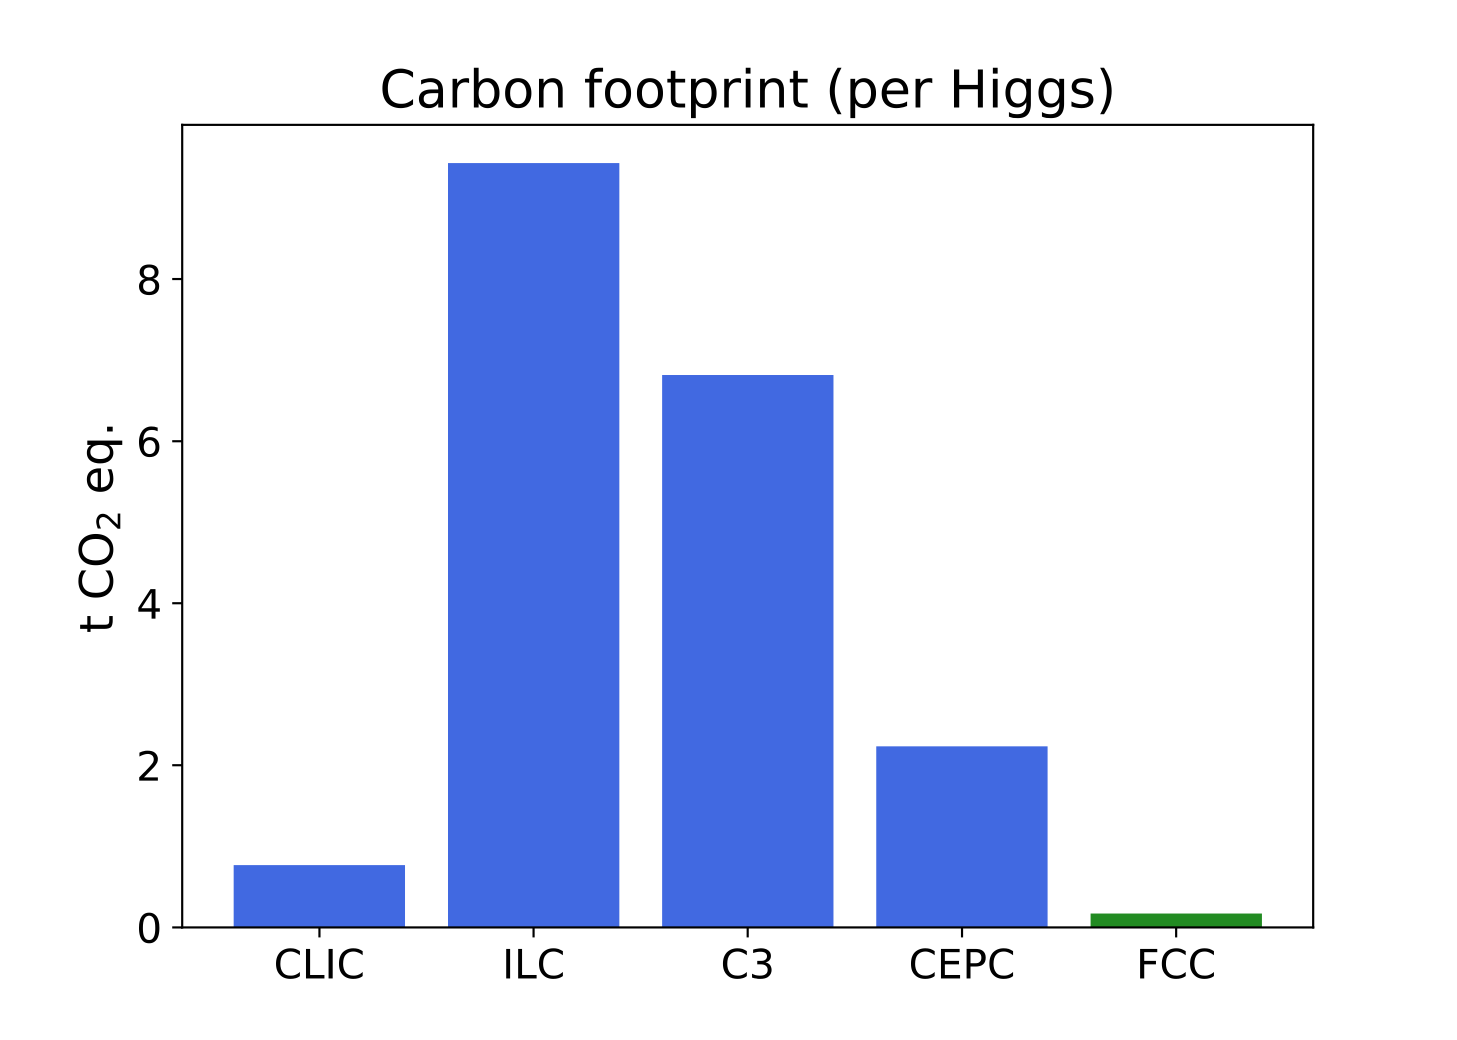 Carbon footprint (per Higgs)
t CO₂ eq.
8
6
4
2
0
CLIC ILC C3 CEPC FCC